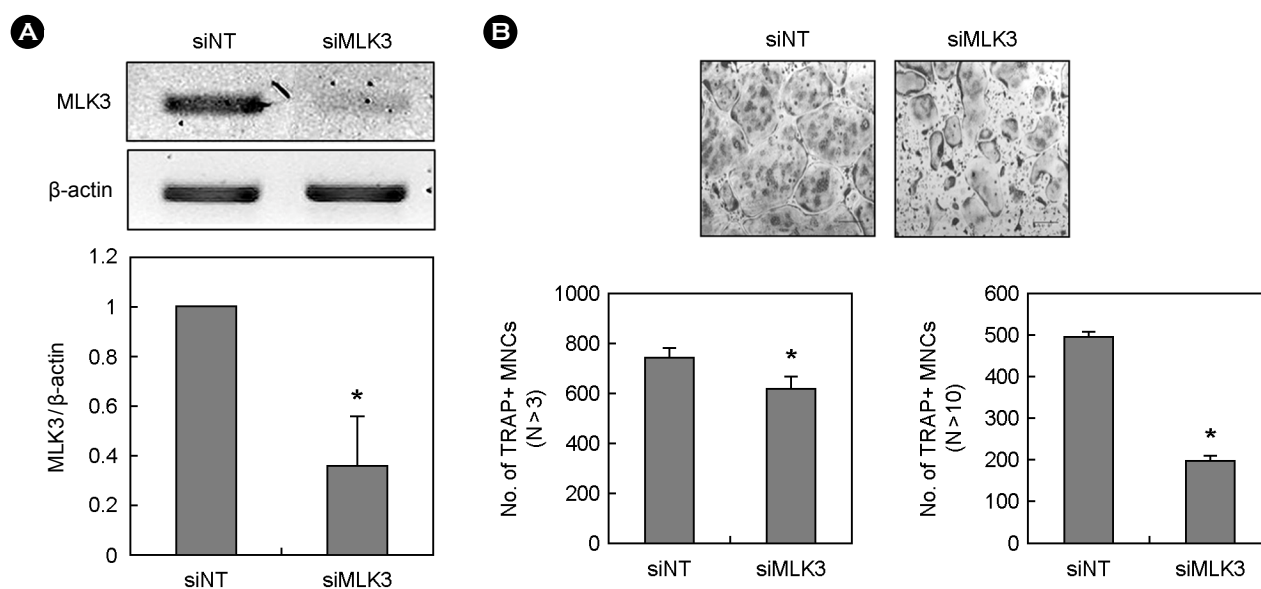 A
siNT siMLK3
MLK3
β-actin
MLK3/β-actin
1.2
1
0.8
0.6
0.4
0.2
0
*
siNT siMLK3
B
siNT siMLK3
No. of TRAP+ MNCs
(N>3)
1000
800
600
400
200
0
*
siNT siMLK3
No. of TRAP+ MNCs
(N>10)
600
500
400
300
200
100
0
*
siNT siMLK3